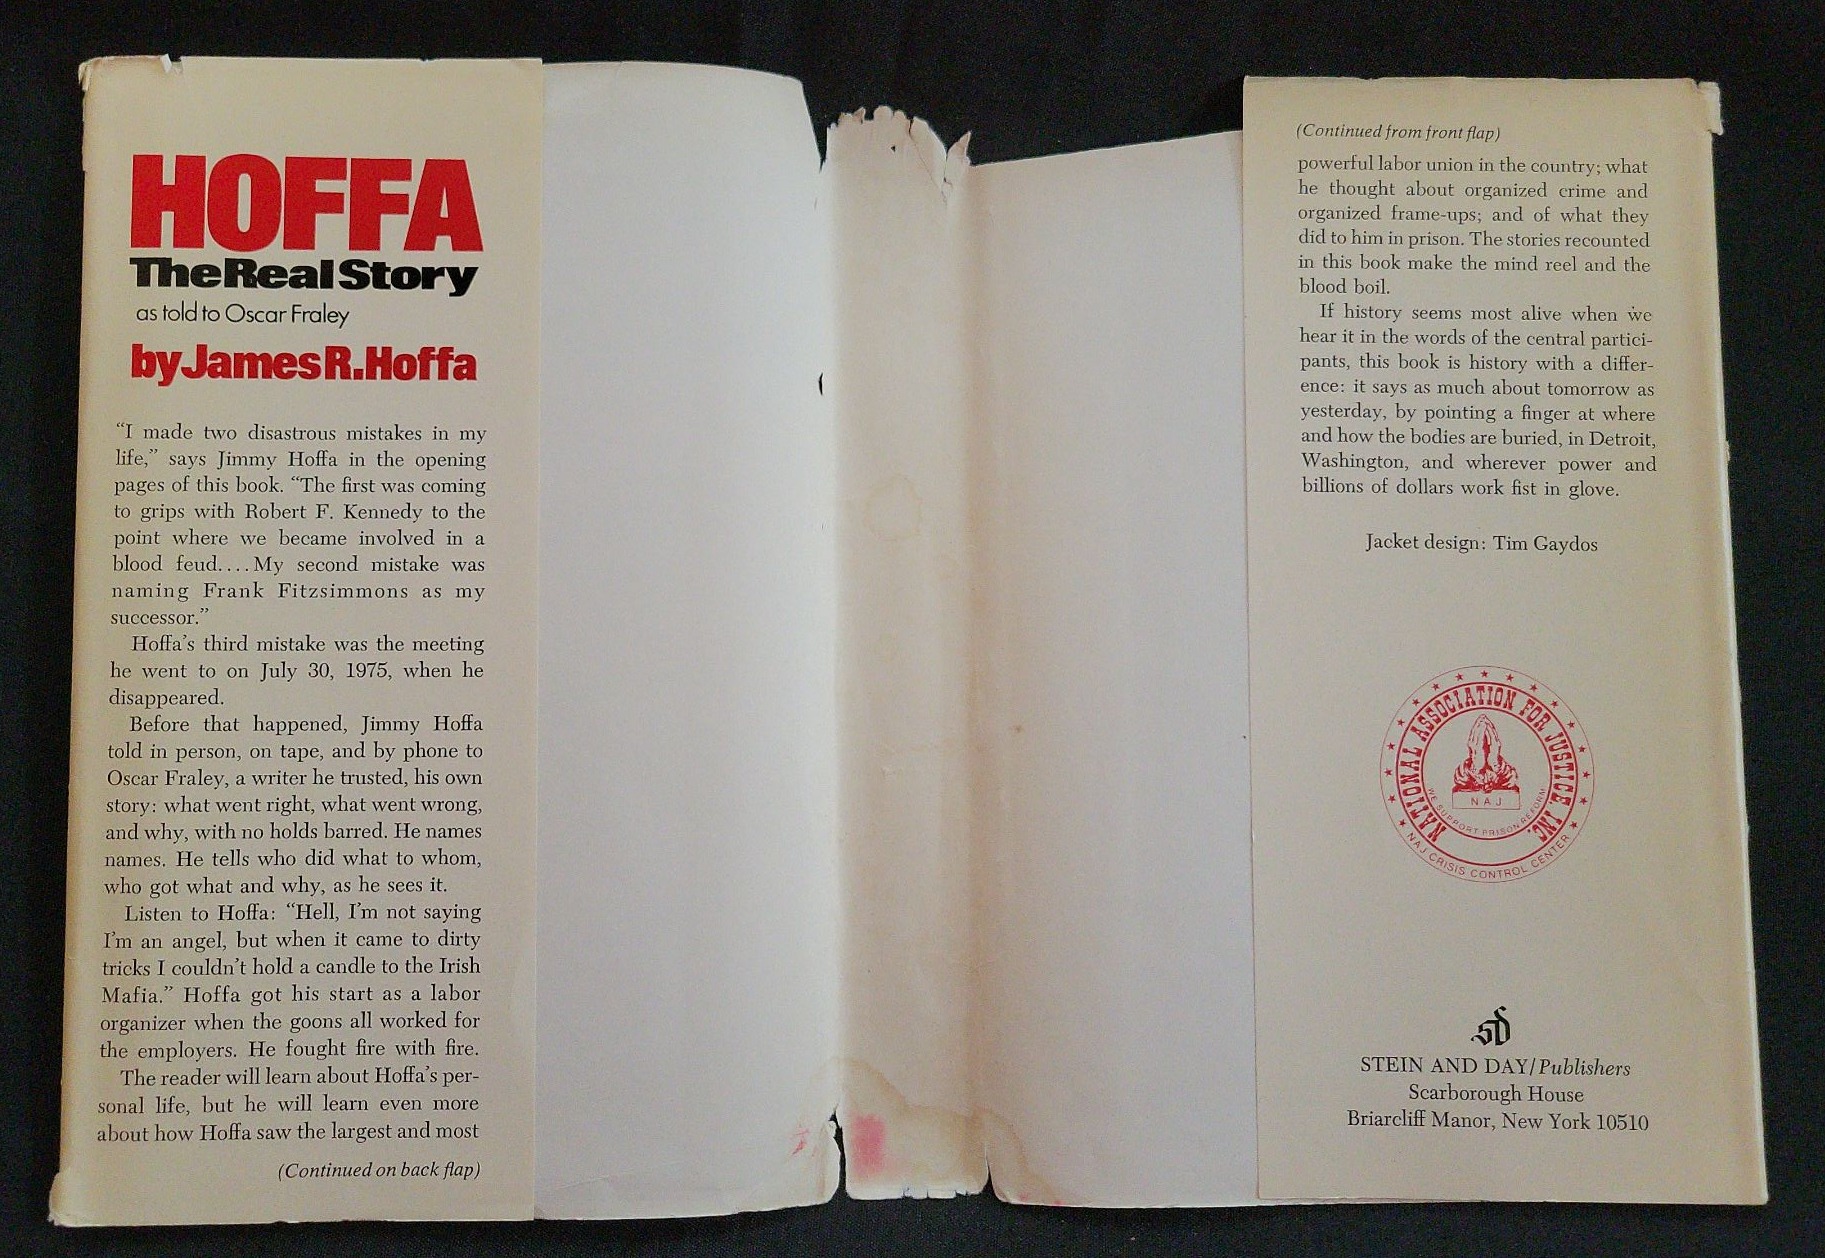 HOFFA
The Real Story
as told to Oscar Fraley
by James R. Hoffa
“I made two disastrous mistakes in my
life,” says Jimmy Hoffa in the opening
pages of this book. “The first was coming
to grips with Robert F. Kennedy to the
point where we became involved in a
blood feud. . . . My second mistake was
naming Frank Fitzsimmons as my
successor.”
Hoffa’s third mistake was the meeting
he went to on July 30, 1975, when he
disappeared.
Before that happened, Jimmy Hoffa
told in person, on tape, and by phone to
Oscar Fraley, a writer he trusted, his own
story: what went right, what went wrong,
and why, with no holds barred. He names
names. He tells who did what to whom,
who got what and why, as he sees it.
Listen to Hoffa: “Hell, I’m not saying
I’m an angel, but when it came to dirty
tricks I couldn’t hold a candle to the Irish
Mafia.” Hoffa got his start as a labor
organizer when the goons all worked for
the employers. He fought fire with fire.
The reader will learn about Hoffa’s per-
sonal life, but he will learn even more
about how Hoffa saw the largest and most
(Continued on back flap)
(Continued from front flap)
powerful labor union in the country; what
he thought about organized crime and
organized frame-ups; and of what they
did to him in prison. The stories recounted
in this book make the mind reel and the
blood boil.
If history seems most alive when we
hear it in the words of the central partici-
pants, this book is history with a differ-
ence: it says as much about tomorrow as
yesterday, by pointing a finger at where
and how the bodies are buried, in Detroit,
Washington, and wherever power and
billions of dollars work fist in glove.
Jacket design: Tim Gaydos
NATIONAL ASSOCIATION FOR JUSTICE, INC.
NAJ
WE SUPPORT PRISON REFORM
NAJ CRISIS CONTROL CENTER
sd
STEIN AND DAY/Publishers
Scarborough House
Briarcliff Manor, New York 10510